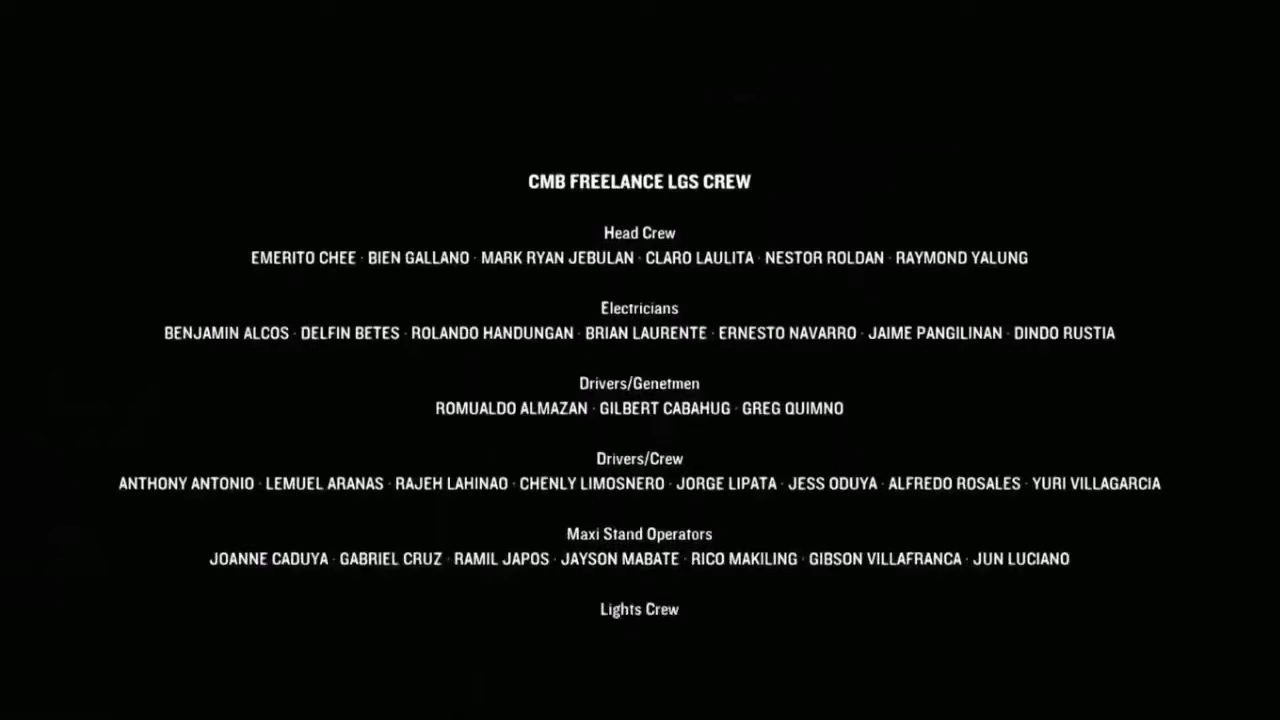 CMB FREELANCE LGS CREW
Head Crew
EMERITO CHEE · BIEN GALLANO · MARK RYAN JEBULAN · CLARO LAULITA · NESTOR ROLDAN · RAYMOND YALUNG
Electricians
BENJAMIN ALCOS · DELFIN BETES · ROLANDO HANDUNGAN · BRIAN LAURENTE · ERNESTO NAVARRO · JAIME PANGILINAN · DINDO RUSTIA
Drivers/Genetmen
ROMUALDO ALMAZAN · GILBERT CABAHUG · GREG QUIMNO
Drivers/Crew
ANTHONY ANTONIO · LEMUEL ARANAS · RAJEH LAHINAO · CHENLY LIMOSNERO · JORGE LIPATA · JESS ODUYA · ALFREDO ROSALES · YURI VILLAGARCIA
Maxi Stand Operators
JOANNE CADUYA · GABRIEL CRUZ · RAMIL JAPOS · JAYSON MABATE · RICO MAKILING · GIBSON VILLAFRANCA · JUN LUCIANO
Lights Crew